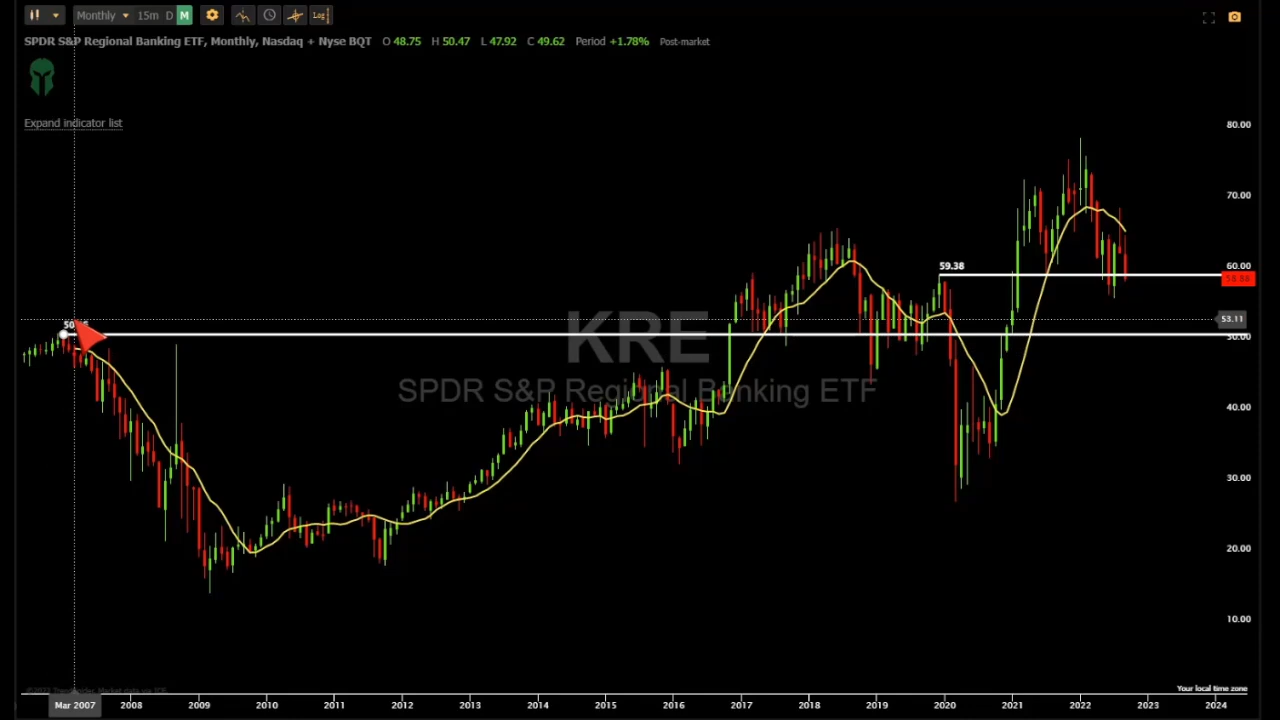 Monthly 15m D M Log
SPDR S&P Regional Banking ETF, Monthly, Nasdaq + Nyse BQT O 48.75 H 50.47 L 47.92 C 49.62 Period +1.78% Post-market
Expand indicator list
80.00
70.00
60.00
59.38
53.11
50.00
KRE
SPDR S&P Regional Banking ETF
40.00
30.00
20.00
10.00
Your local time zone
Mar 2007 2008 2009 2010 2011 2012 2013 2014 2015 2016 2017 2018 2019 2020 2021 2022 2023 2024